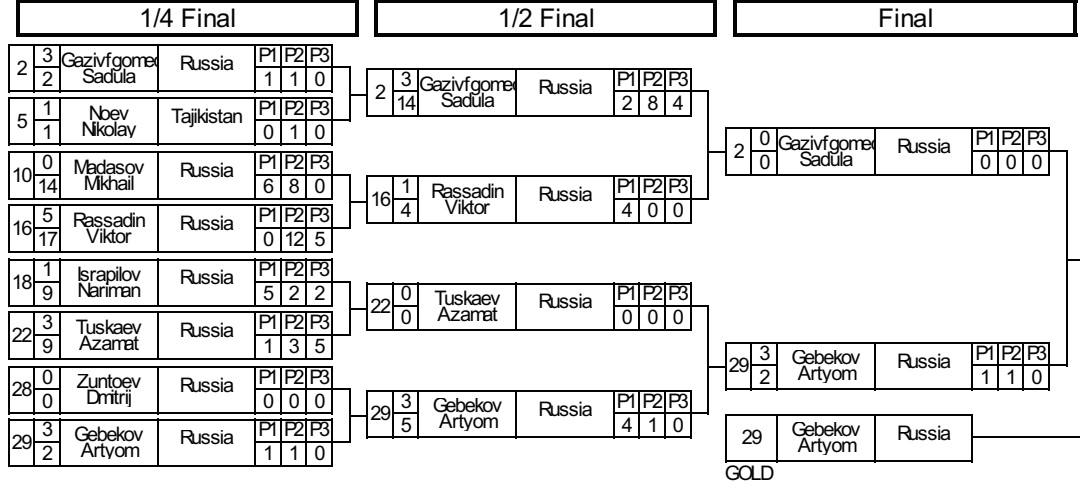 1/4 Final
1/2 Final
Final
2 3 Gazivfgomed Russia P1 P2 P3
2 Sadula 1 1 0
5 1 Noev Tajikistan P1 P2 P3
1 Nikolay 0 1 0
10 0 Madasov Russia P1 P2 P3
14 Mikhail 6 8 0
16 5 Rassadin Russia P1 P2 P3
17 Viktor 0 12 5
18 1 Israpilov Russia P1 P2 P3
9 Nariman 5 2 2
22 3 Tuskaev Russia P1 P2 P3
9 Azamat 1 3 5
28 0 Zuntoev Russia P1 P2 P3
0 Dmitrij 0 0 0
29 3 Gebekov Russia P1 P2 P3
2 Artyom 1 1 0
2 3 Gazivfgomed Russia P1 P2 P3
14 Sadula 2 8 4
16 1 Rassadin Russia P1 P2 P3
4 Viktor 4 0 0
22 0 Tuskaev Russia P1 P2 P3
0 Azamat 0 0 0
29 3 Gebekov Russia P1 P2 P3
5 Artyom 4 1 0
2 0 Gazivfgomed Russia P1 P2 P3
0 Sadula 0 0 0
29 3 Gebekov Russia P1 P2 P3
2 Artyom 1 1 0
29 Gebekov Russia
Artyom
GOLD